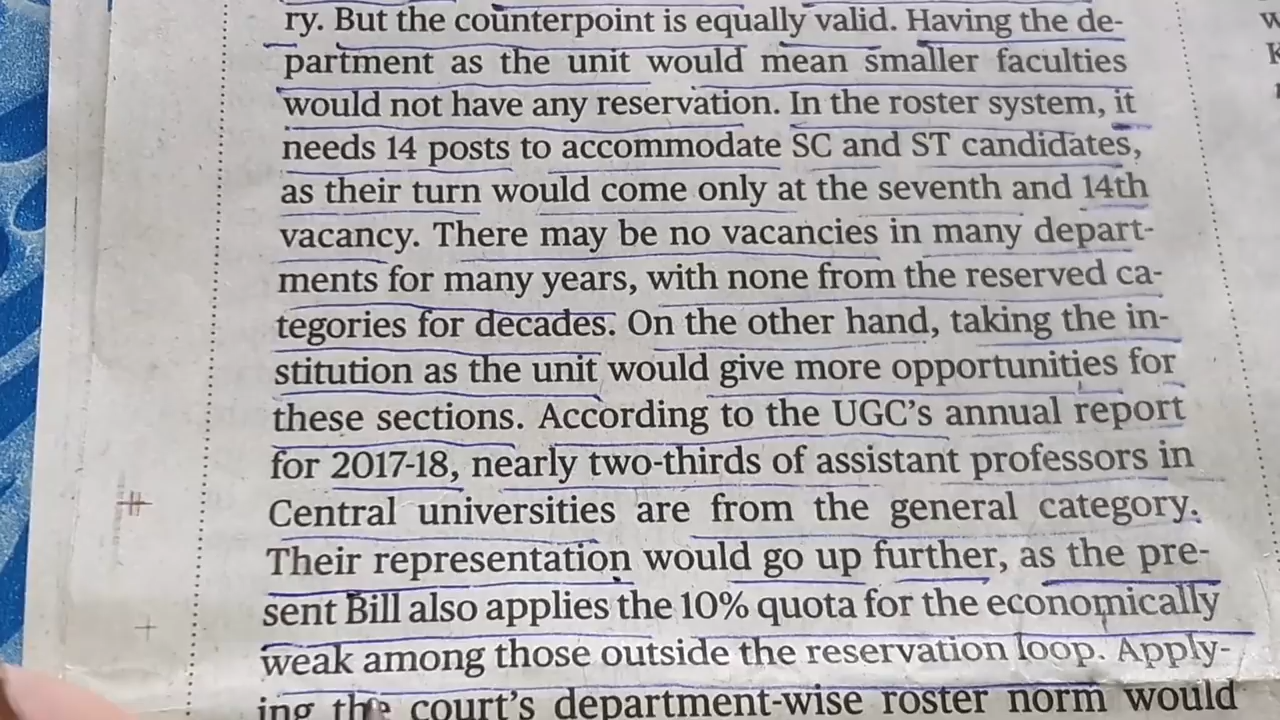 ry. But the counterpoint is equally valid. Having the de-
partment as the unit would mean smaller faculties
would not have any reservation. In the roster system, it
needs 14 posts to accommodate SC and ST candidates,
as their turn would come only at the seventh and 14th
vacancy. There may be no vacancies in many depart-
ments for many years, with none from the reserved ca-
tegories for decades. On the other hand, taking the in-
stitution as the unit would give more opportunities for
these sections. According to the UGC's annual report
for 2017-18, nearly two-thirds of assistant professors in
Central universities are from the general category.
Their representation would go up further, as the pre-
sent Bill also applies the 10% quota for the economically
weak among those outside the reservation loop. Apply-
ing the court's department-wise roster norm would